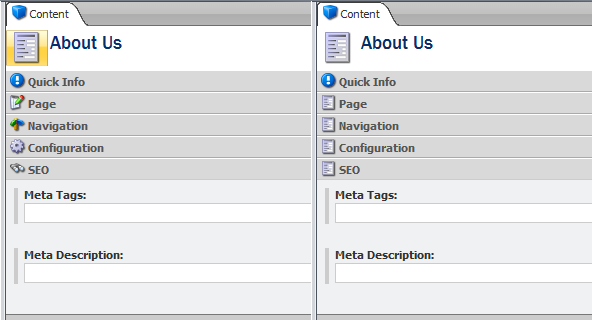 Content
About Us
Quick Info
Page
Navigation
Configuration
SEO
Meta Tags:
Meta Description:
Content
About Us
Quick Info
Page
Navigation
Configuration
SEO
Meta Tags:
Meta Description: